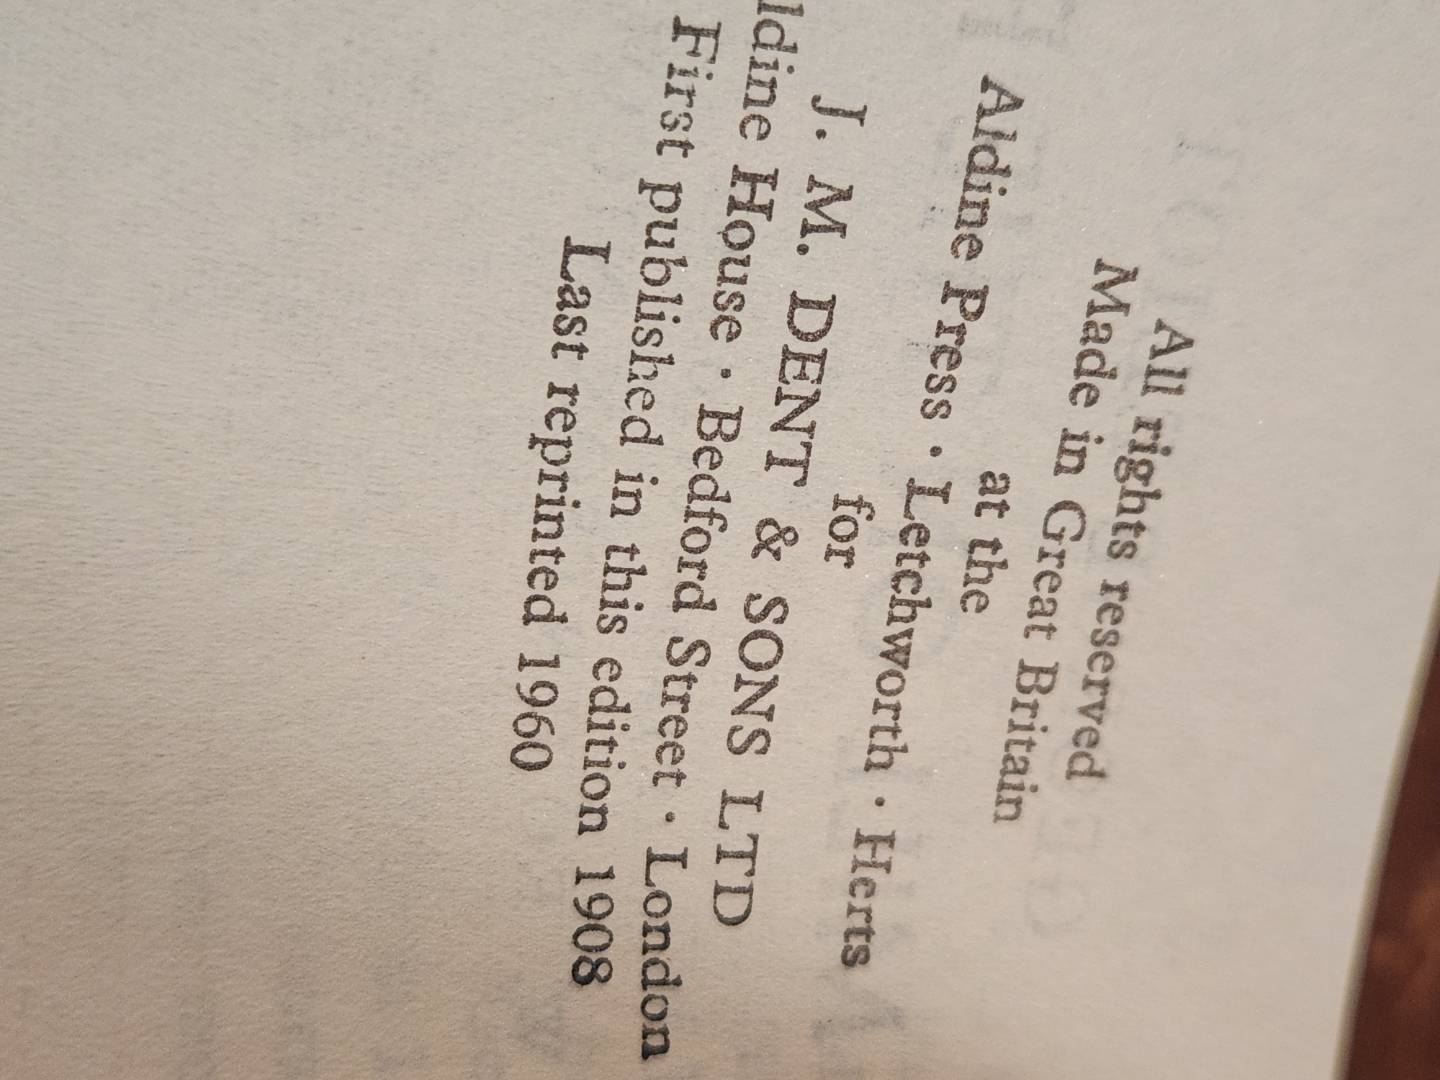 All rights reserved
Made in Great Britain
at the
Aldine Press · Letchworth · Herts
for
J. M. DENT & SONS LTD
ldine House · Bedford Street · London
First published in this edition 1908
Last reprinted 1960